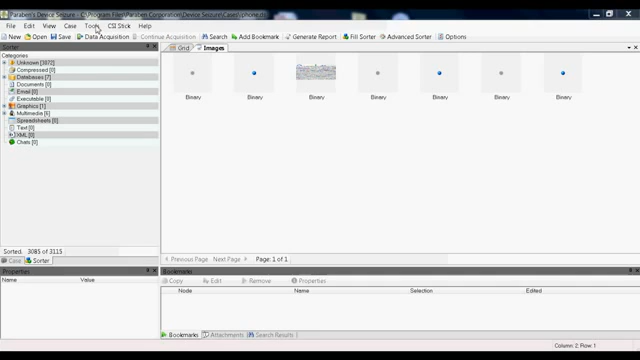 Paraben's Device Seizure - C:\Program Files\Paraben Corporation\Device Seizure\Cases\iphone.ds
File Edit View Case Tools CSI Stick Help
New Open Save Data Acquisition Continue Acquisition Search Add Bookmark Generate Report Fill Sorter Advanced Sorter Options
Sorter
Grid Images
Categories
Unknown [3072]
Compressed [0]
Databases [7]
Documents [0]
Email [0]
Executable [0]
Graphics [1]
Multimedia [6]
Spreadsheets [0]
Text [0]
XML [0]
Chats [0]
Binary Binary Binary Binary Binary Binary Binary
Sorted: 3085 of 3115
Case Sorter
Previous Page Next Page Page: 1 of 1
Properties
Name Value
Bookmarks
Copy Edit Remove Properties
Node Name Selection Edited
Bookmarks Attachments Search Results
Column: 2; Row: 1